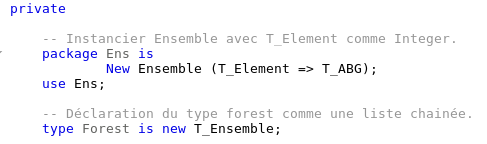 private
-- Instancier Ensemble avec T_Element comme Integer.
package Ens is
New Ensemble (T_Element => T_ABG);
use Ens;
-- Déclaration du type forest comme une liste chainée.
type Forest is new T_Ensemble;